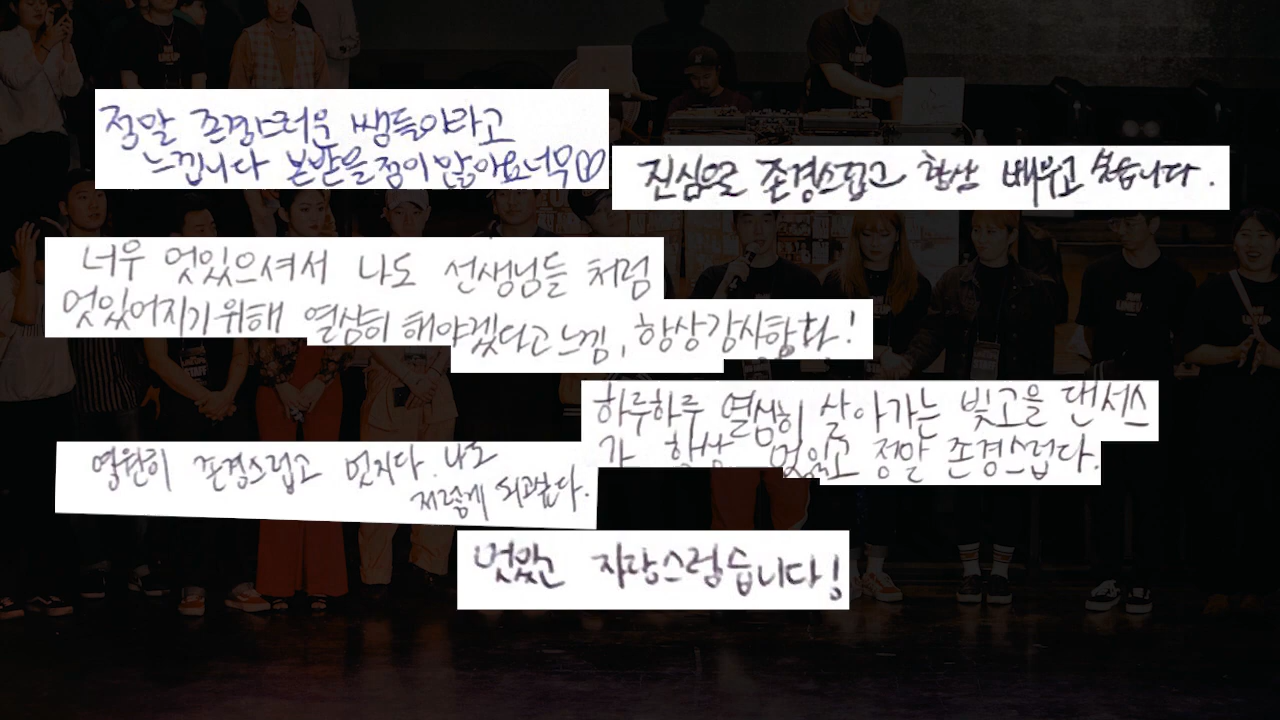 정말 존경스러운 쌤들이라고
느낍니다 본받을점이 많아요 너무♡
진심으로 존경스럽고 항상 배우고 싶습니다.
너무 멋있으셔서 나도 선생님들 처럼
멋있어지기위해 열심히 해야겠다고 느낌, 항상감사합니다!
하루하루 열심히 살아가는 빛고을 댄서스
가 항상 멋있고 정말 존경스럽다.
영원히 존경스럽고 멋지다. 나도
저렇게 되고싶다.
멋있고 자랑스럽습니다!